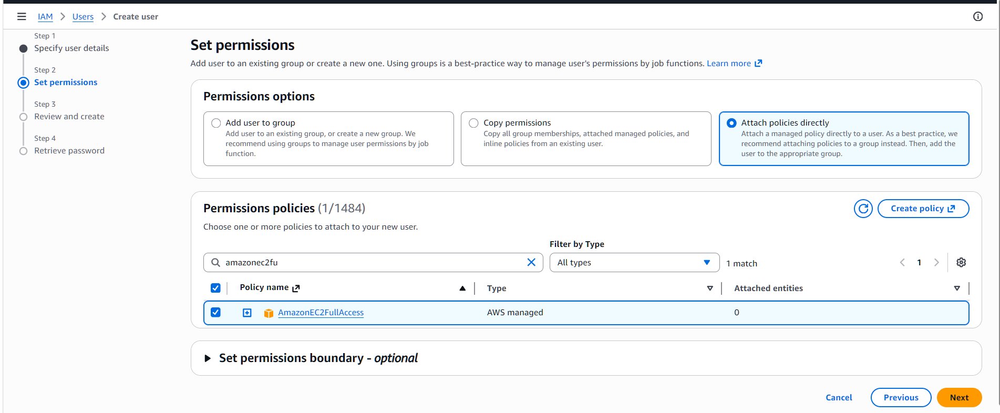 IAM > Users > Create user
Step 1
Specify user details
Step 2
Set permissions
Step 3
Review and create
Step 4
Retrieve password
Set permissions
Add user to an existing group or create a new one. Using groups is a best-practice way to manage user's permissions by job functions. Learn more
Permissions options
Add user to group
Add user to an existing group, or create a new group. We
recommend using groups to manage user permissions by job
function.
Copy permissions
Copy all group memberships, attached managed policies, and
inline policies from an existing user.
Attach policies directly
Attach a managed policy directly to a user. As a best practice, we
recommend attaching policies to a group instead. Then, add the
user to the appropriate group.
Permissions policies (1/1484)
Create policy
Choose one or more policies to attach to your new user.
Filter by Type
amazonec2fu
All types
1 match
1
Policy name Type Attached entities
AmazonEC2FullAccess AWS managed 0
Set permissions boundary - optional
Cancel Previous Next